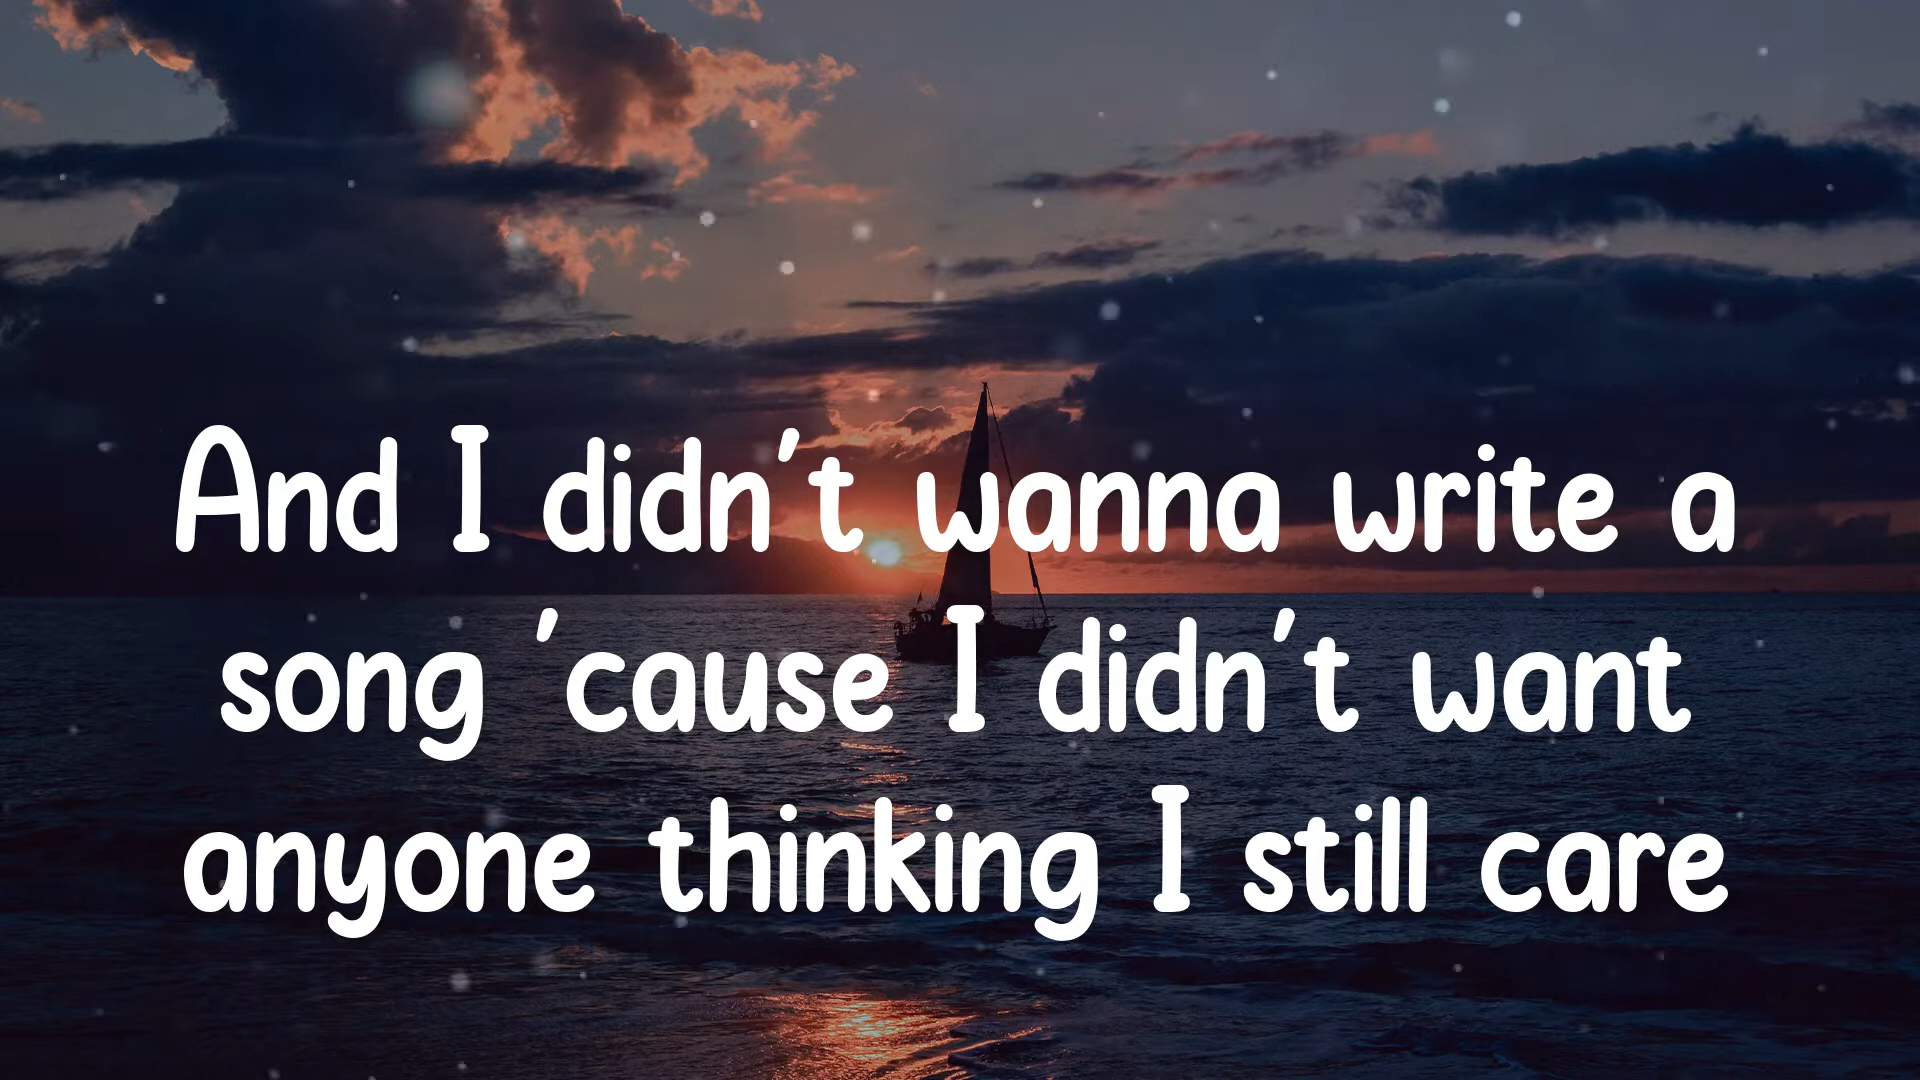 And I didn't wanna write a
song 'cause I didn't want
anyone thinking I still care